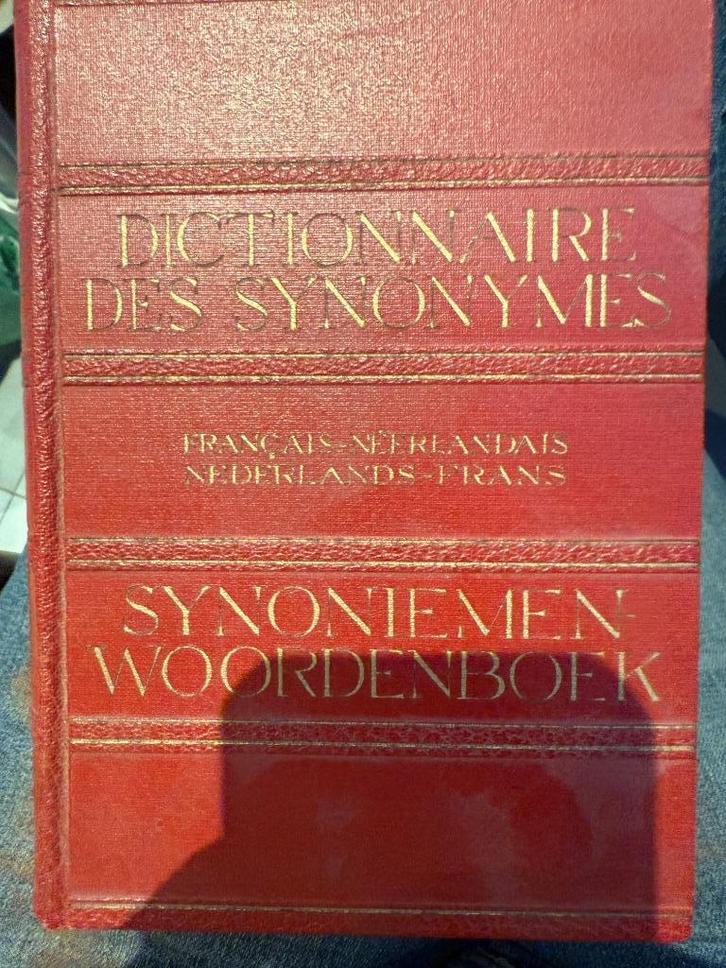 DICTIONNAIRE
DES SYNONYMES
FRANÇAIS-NÉERLANDAIS
NEDERLANDS-FRANS
SYNONIEMEN-
WOORDENBOEK